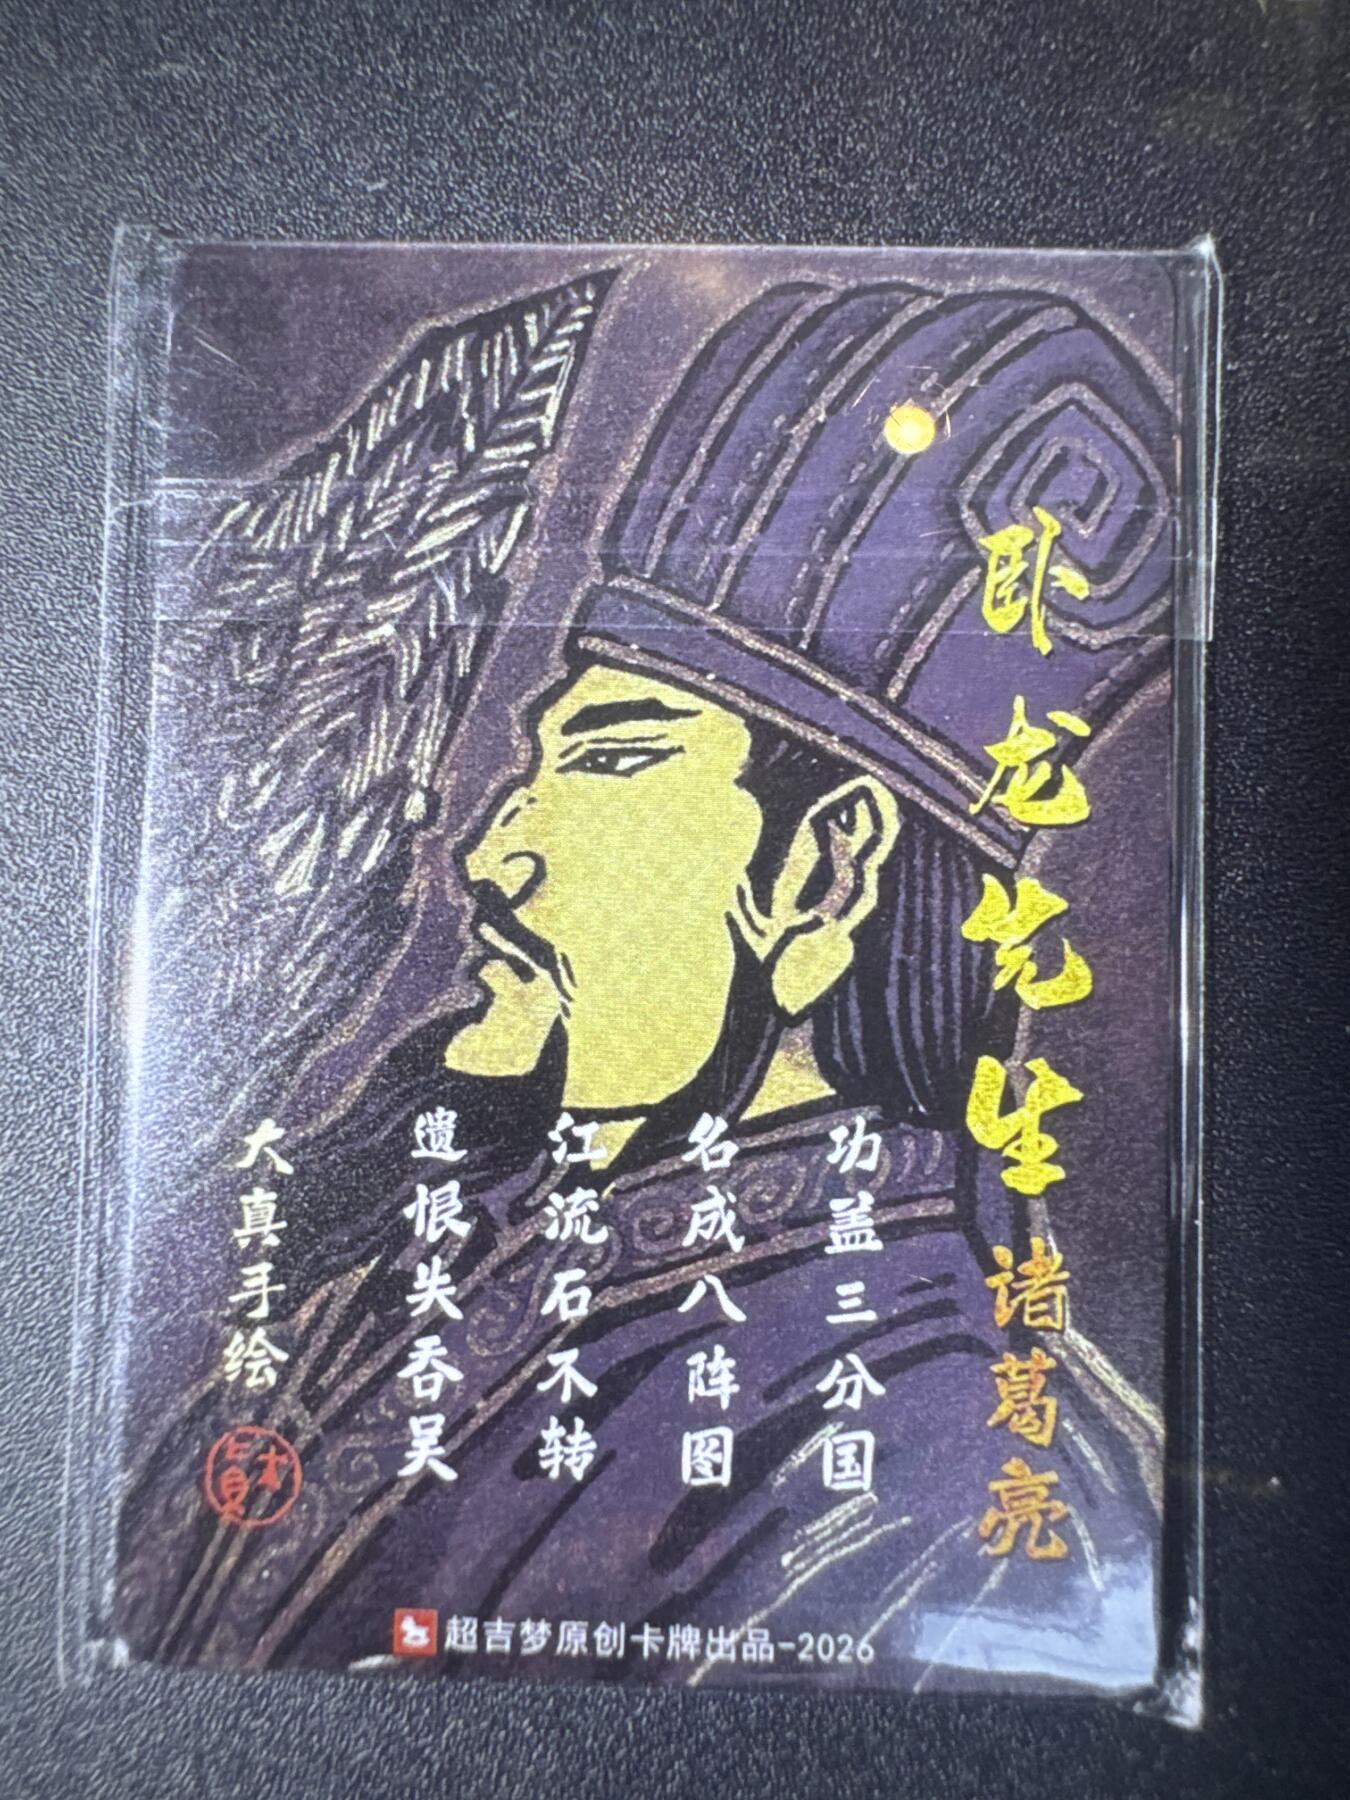 卧龙先生 诸葛亮
功盖三分国
名成八阵图
江流石不转
遗恨失吞吴
大真手绘
財
超吉梦原创卡牌出品-2026